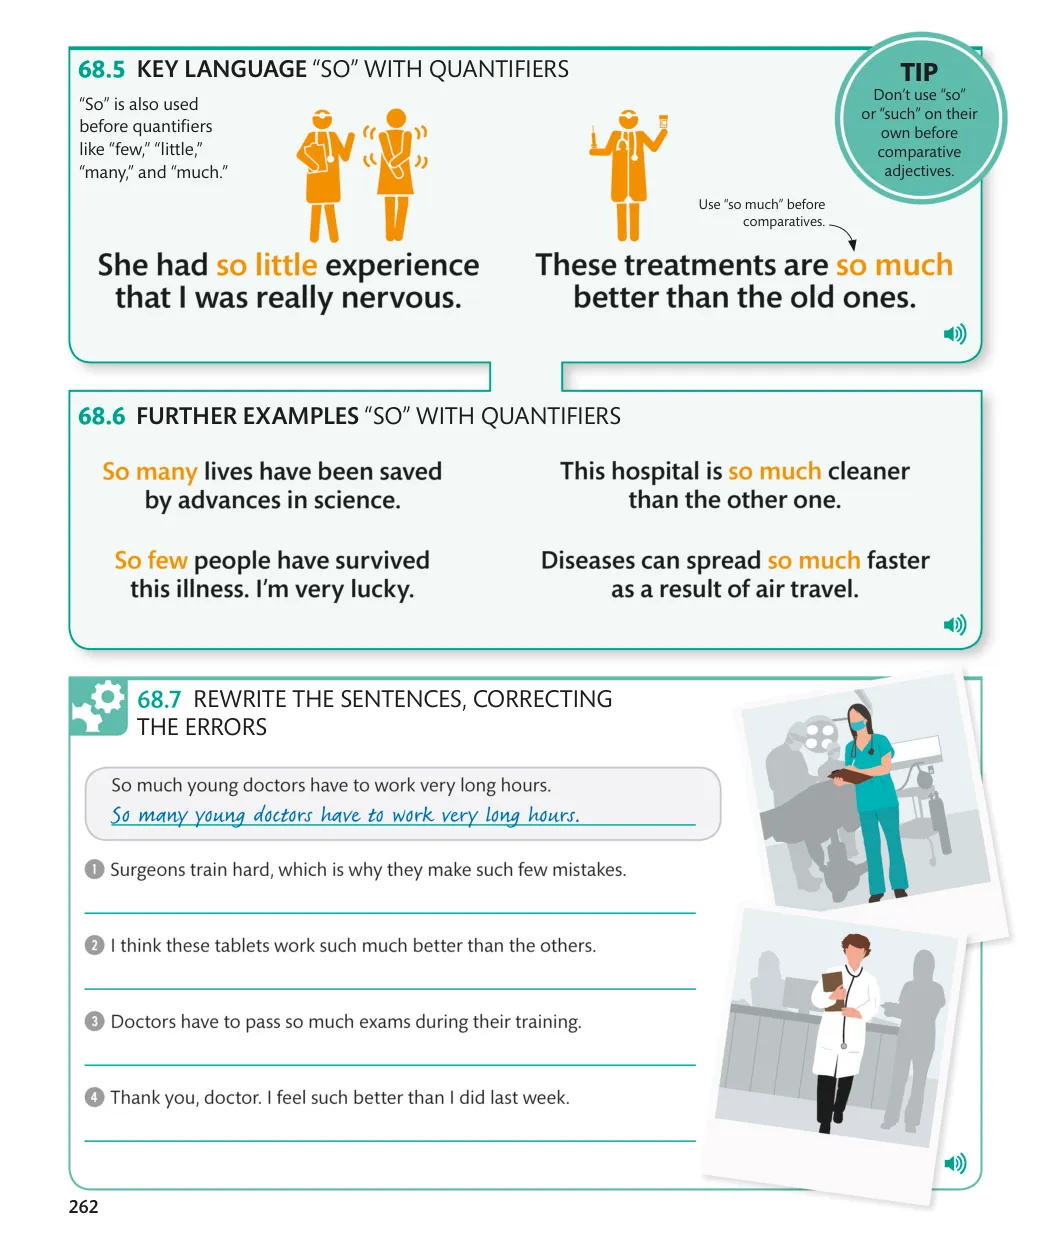 68.5 KEY LANGUAGE “SO” WITH QUANTIFIERS
“So” is also used
before quantifiers
like “few,” “little,”
“many,” and “much.”
TIP
Don’t use “so”
or “such” on their
own before
comparative
adjectives.
Use “so much” before
comparatives.
She had so little experience
that I was really nervous.
These treatments are so much
better than the old ones.
68.6 FURTHER EXAMPLES “SO” WITH QUANTIFIERS
So many lives have been saved
by advances in science.
This hospital is so much cleaner
than the other one.
So few people have survived
this illness. I’m very lucky.
Diseases can spread so much faster
as a result of air travel.
68.7 REWRITE THE SENTENCES, CORRECTING
THE ERRORS
So much young doctors have to work very long hours.
So many young doctors have to work very long hours.
1 Surgeons train hard, which is why they make such few mistakes.
2 I think these tablets work such much better than the others.
3 Doctors have to pass so much exams during their training.
4 Thank you, doctor. I feel such better than I did last week.
262